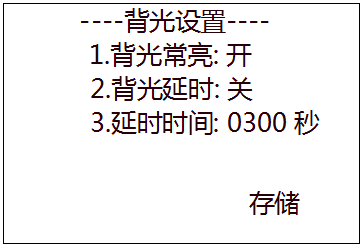 ----背光设置----
1.背光常亮: 开
2.背光延时: 关
3.延时时间: 0300 秒
存储